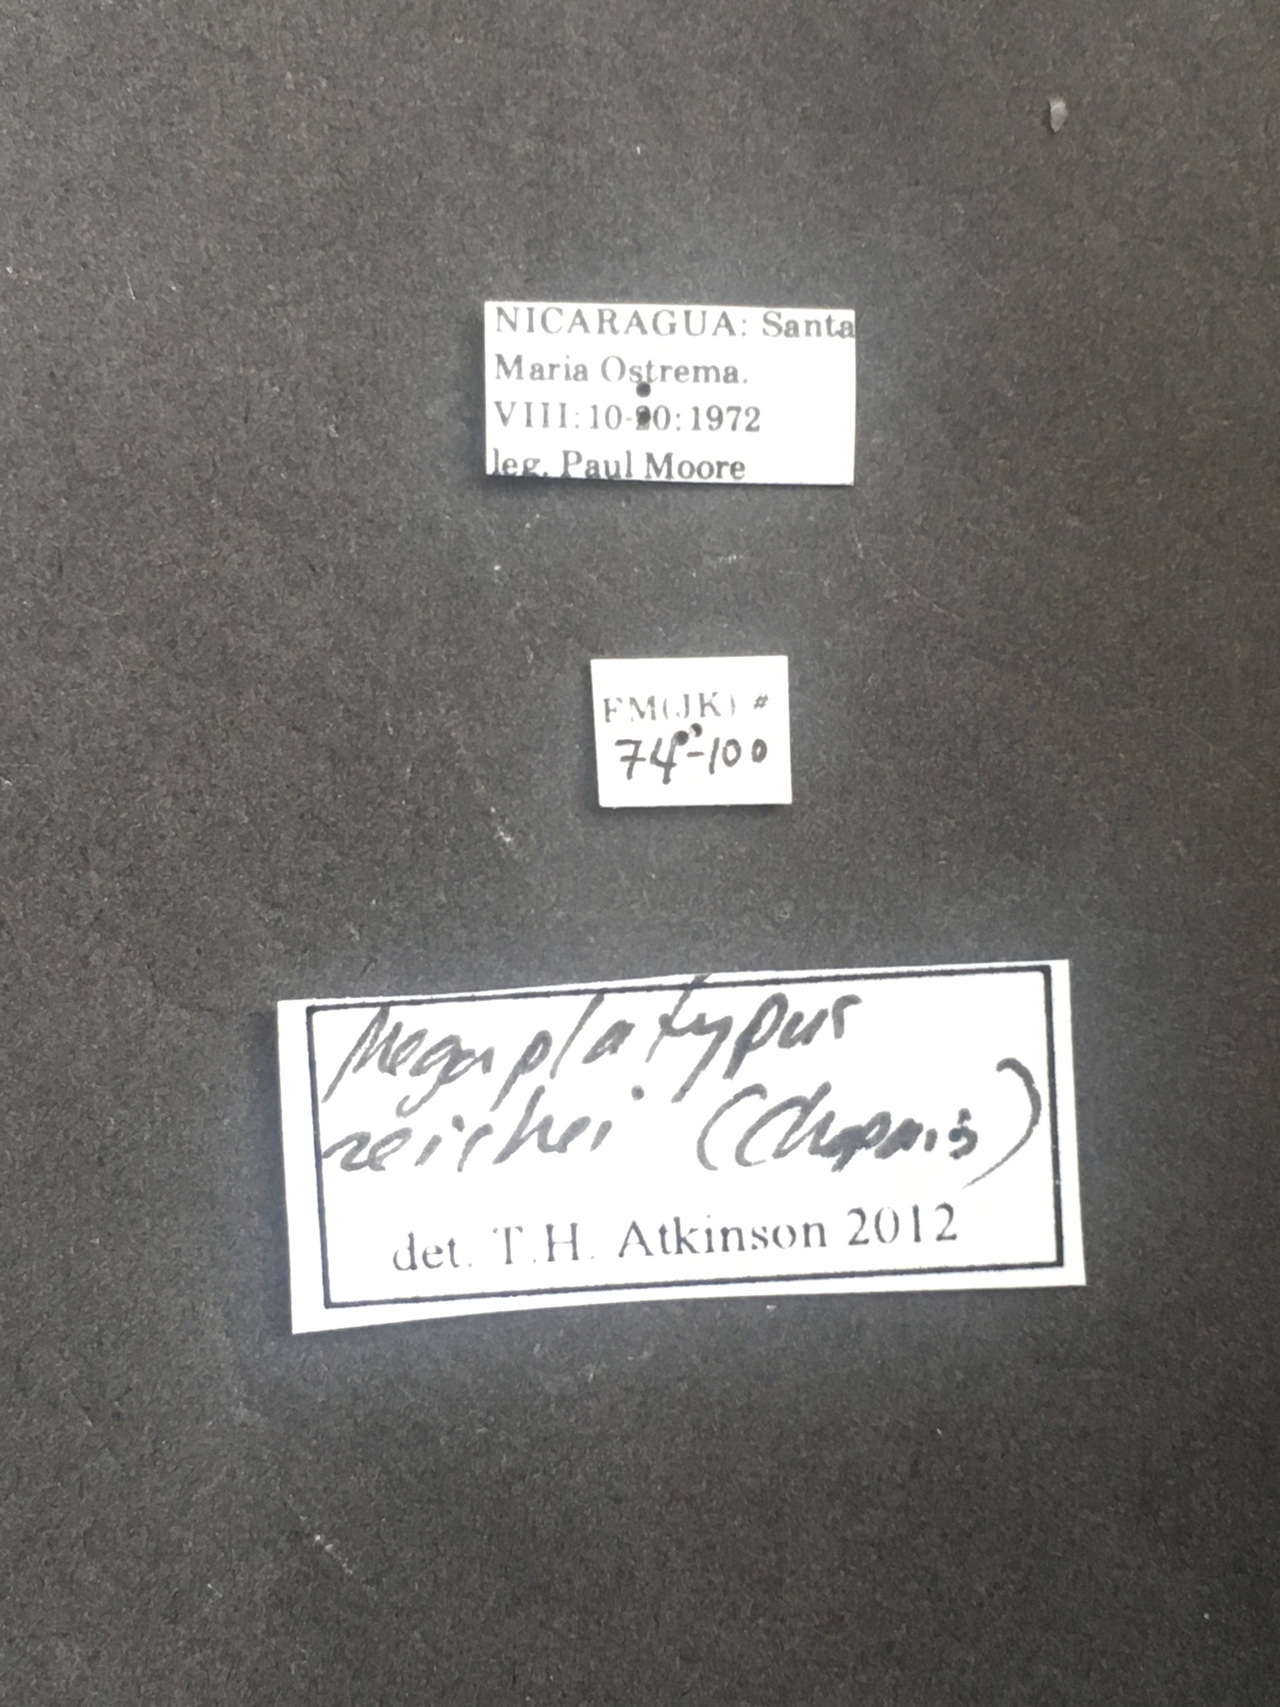 NICARAGUA: Santa
Maria Ostrema.
VIII:10-20:1972
leg. Paul Moore
FM(JK) #
74-100
Megaplatypus
reichei (Chapuis)
det. T.H. Atkinson 2012